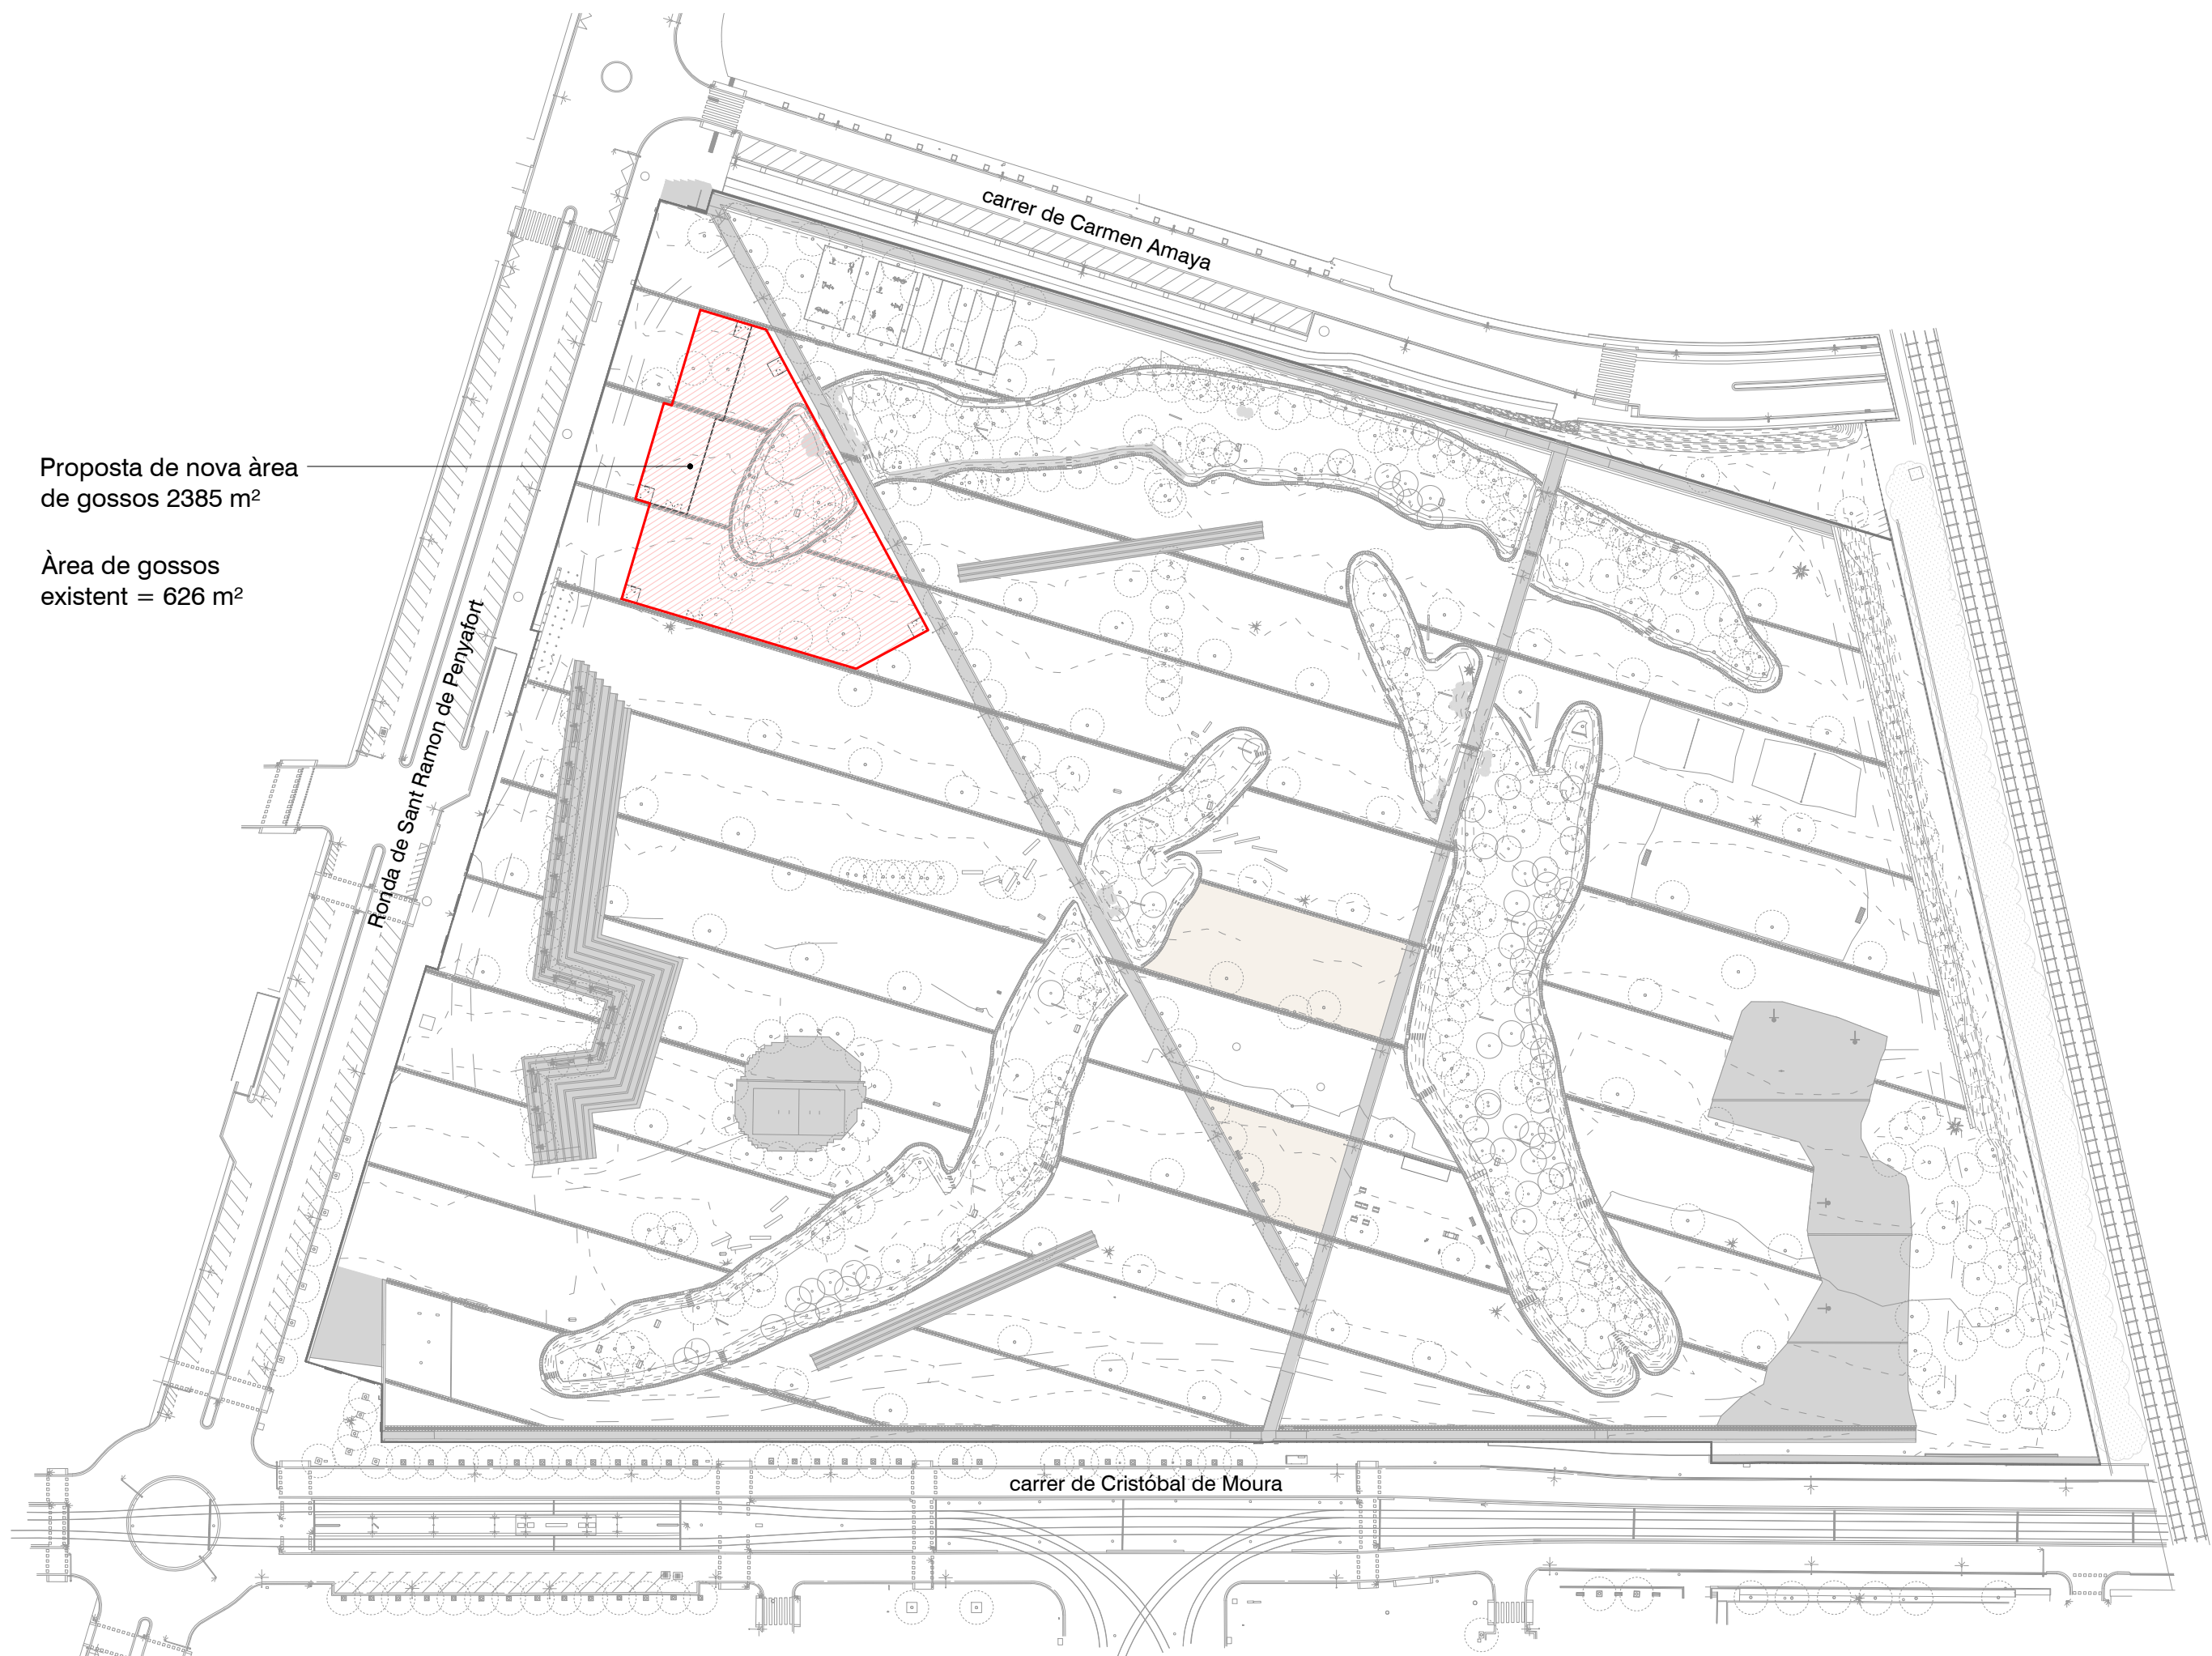 carrer de Carmen Amaya
Proposta de nova àrea
de gossos 2385 m²
Àrea de gossos
existent = 626 m²
Ronda de Sant Ramon de Penyafort
carrer de Cristóbal de Moura